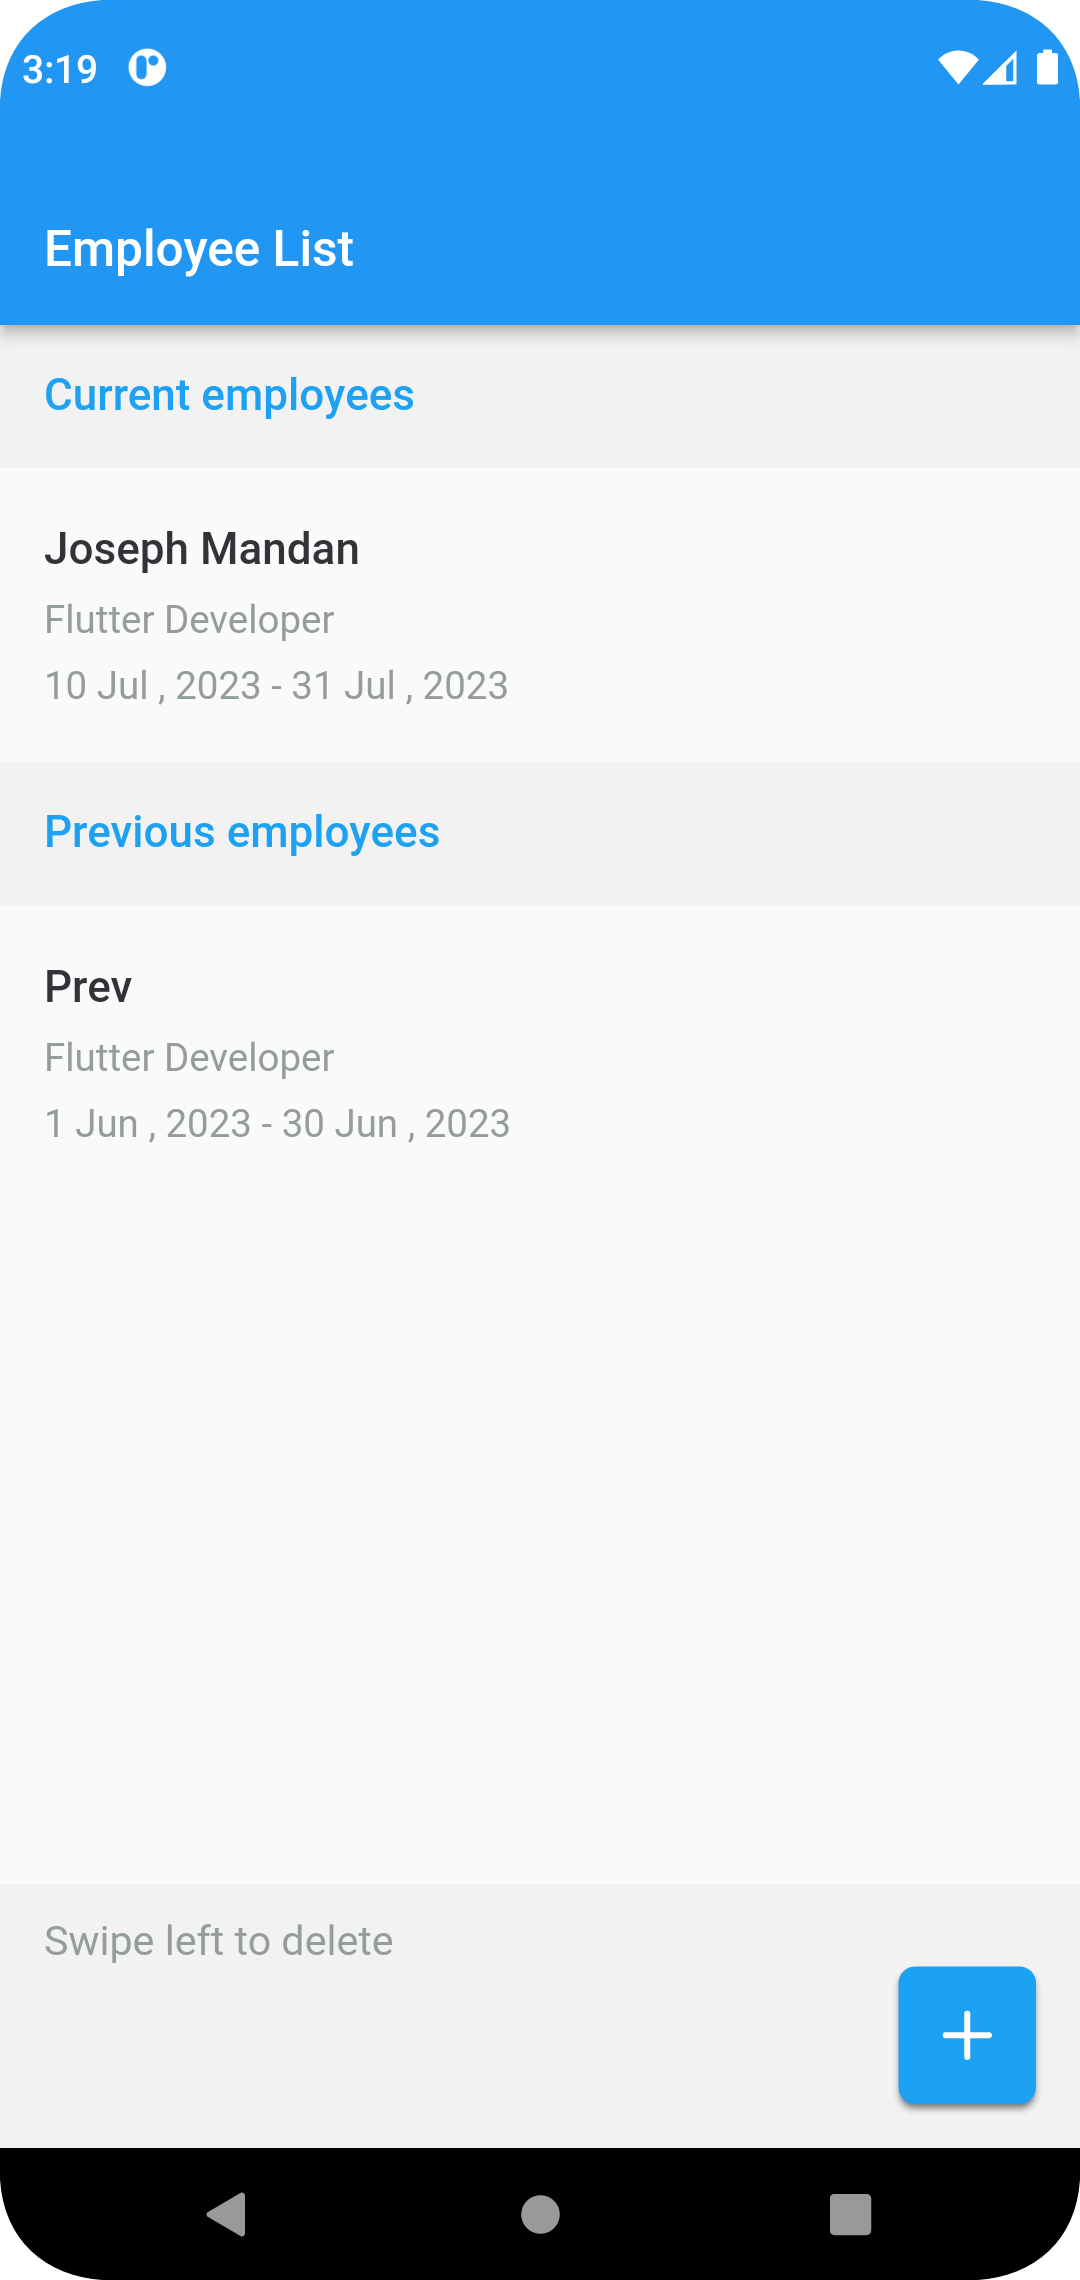 3:19
Employee List
Current employees
Joseph Mandan
Flutter Developer
10 Jul , 2023 - 31 Jul , 2023
Previous employees
Prev
Flutter Developer
1 Jun , 2023 - 30 Jun , 2023
Swipe left to delete